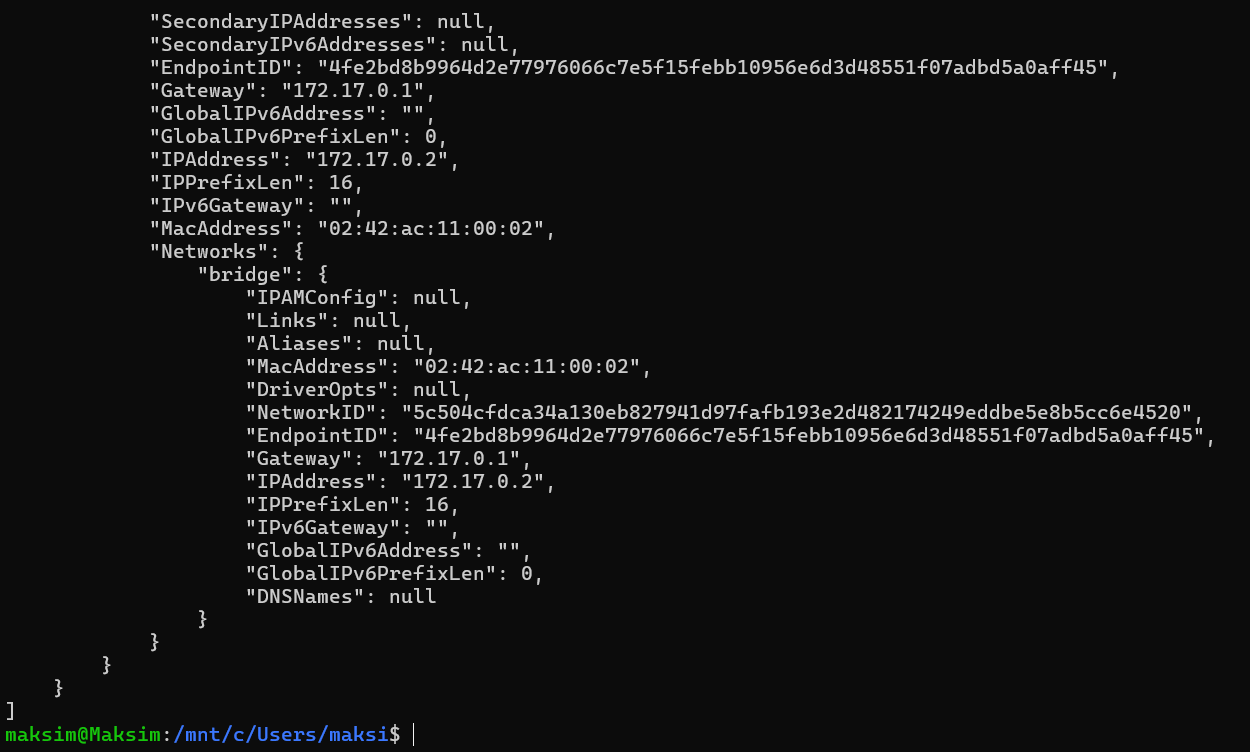 "SecondaryIPAddresses": null,
"SecondaryIPv6Addresses": null,
"EndpointID": "4fe2bd8b9964d2e77976066c7e5f15febb10956e6d3d48551f07adbd5a0aff45",
"Gateway": "172.17.0.1",
"GlobalIPv6Address": "",
"GlobalIPv6PrefixLen": 0,
"IPAddress": "172.17.0.2",
"IPPrefixLen": 16,
"IPv6Gateway": "",
"MacAddress": "02:42:ac:11:00:02",
"Networks": {
"bridge": {
"IPAMConfig": null,
"Links": null,
"Aliases": null,
"MacAddress": "02:42:ac:11:00:02",
"DriverOpts": null,
"NetworkID": "5c504cfdca34a130eb827941d97fafb193e2d482174249eddbe5e8b5cc6e4520",
"EndpointID": "4fe2bd8b9964d2e77976066c7e5f15febb10956e6d3d48551f07adbd5a0aff45",
"Gateway": "172.17.0.1",
"IPAddress": "172.17.0.2",
"IPPrefixLen": 16,
"IPv6Gateway": "",
"GlobalIPv6Address": "",
"GlobalIPv6PrefixLen": 0,
"DNSNames": null
}
}
}
}
]
maksim@Maksim:/mnt/c/Users/maksi$